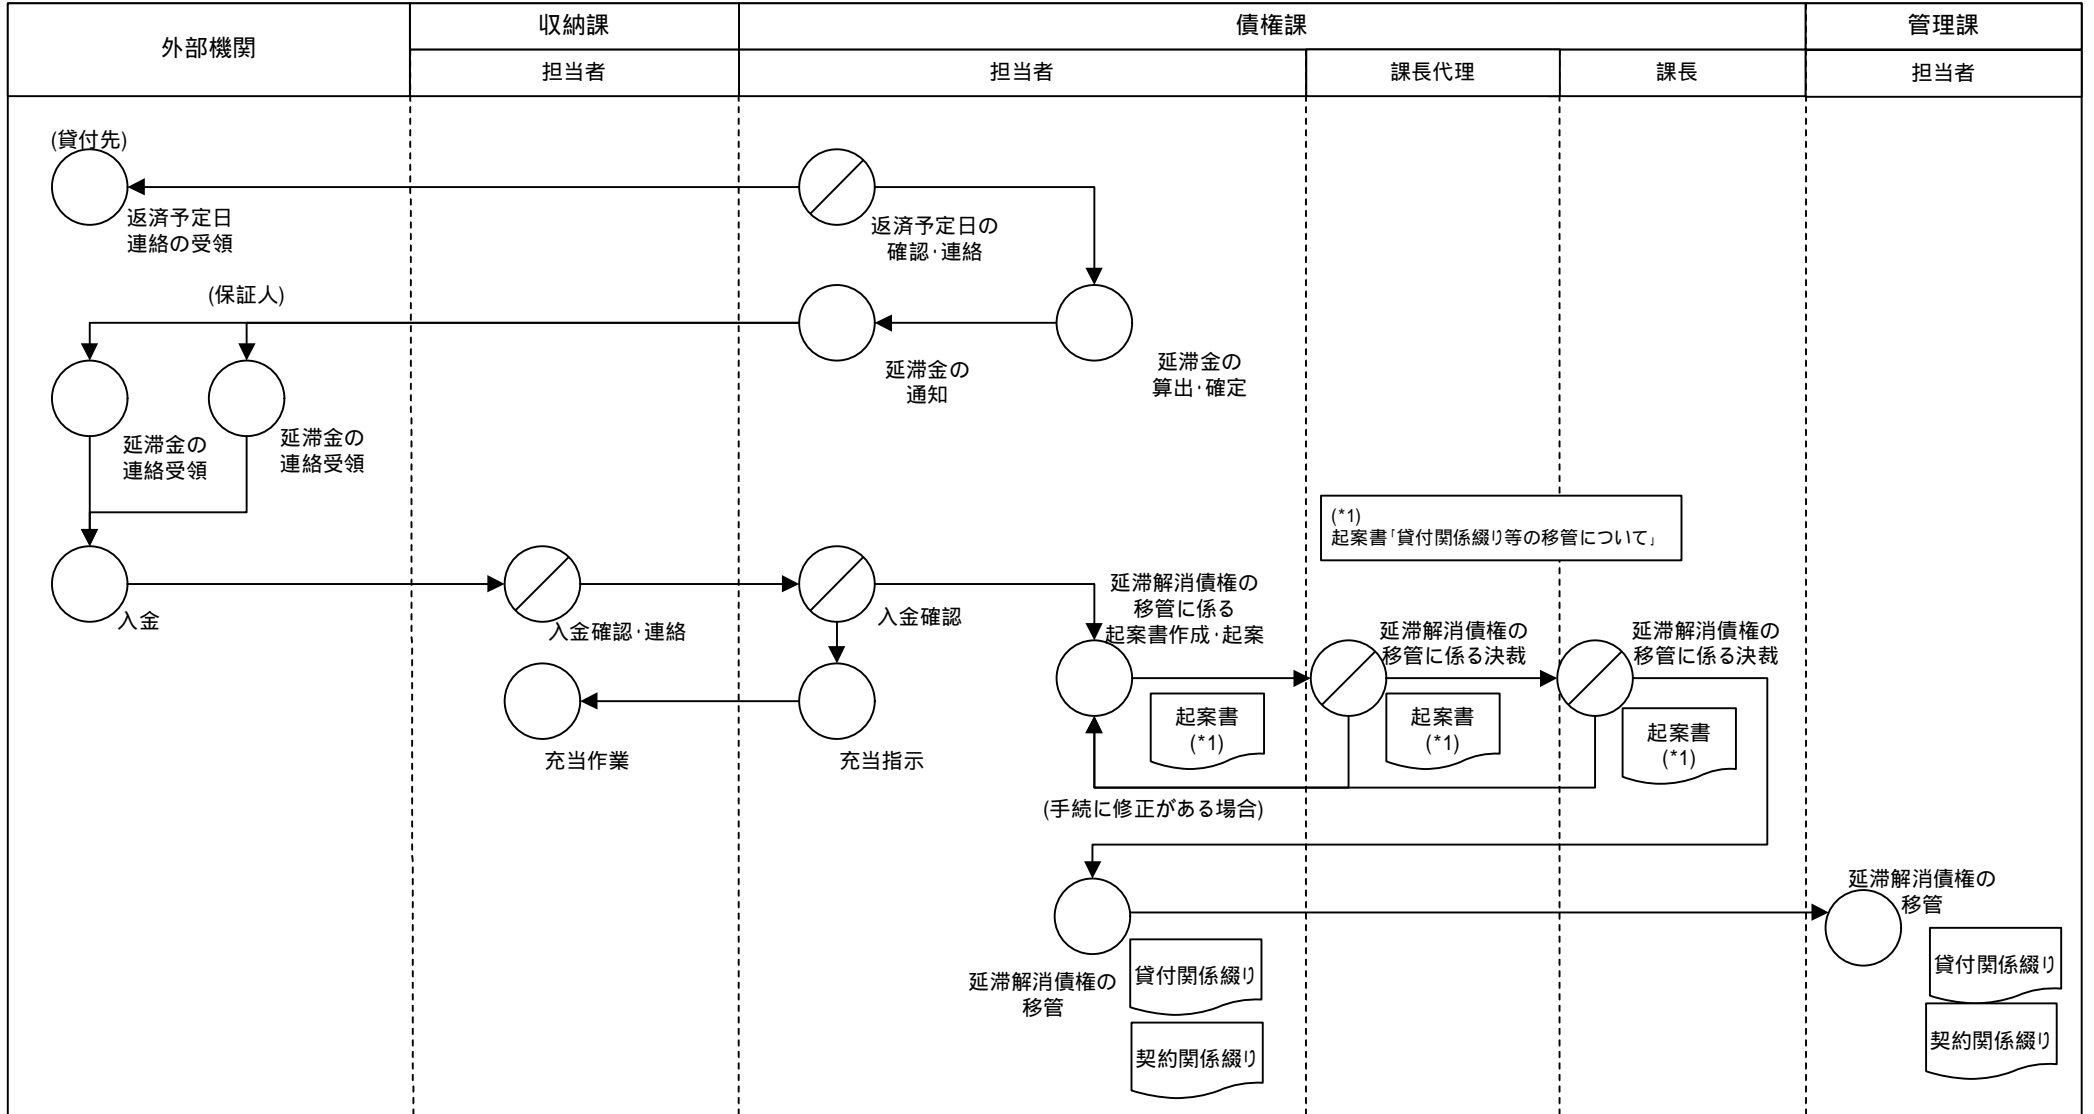 外部機関
収納課
債権課
管理課
担当者
担当者
課長代理
課長
担当者
(貸付先)
返済予定日
連絡の受領
返済予定日の
確認・連絡
(保証人)
延滞金の
通知
延滞金の
算出・確定
延滞金の
連絡受領
延滞金の
連絡受領
(*1)
起案書「貸付関係綴り等の移管について」
入金
入金確認・連絡
入金確認
延滞解消債権の
移管に係る
起案書作成・起案
延滞解消債権の
移管に係る決裁
延滞解消債権の
移管に係る決裁
起案書
(*1)
起案書
(*1)
起案書
(*1)
充当作業
充当指示
(手続に修正がある場合)
延滞解消債権の
移管
延滞解消債権の
移管
貸付関係綴り
契約関係綴り
貸付関係綴り
契約関係綴り